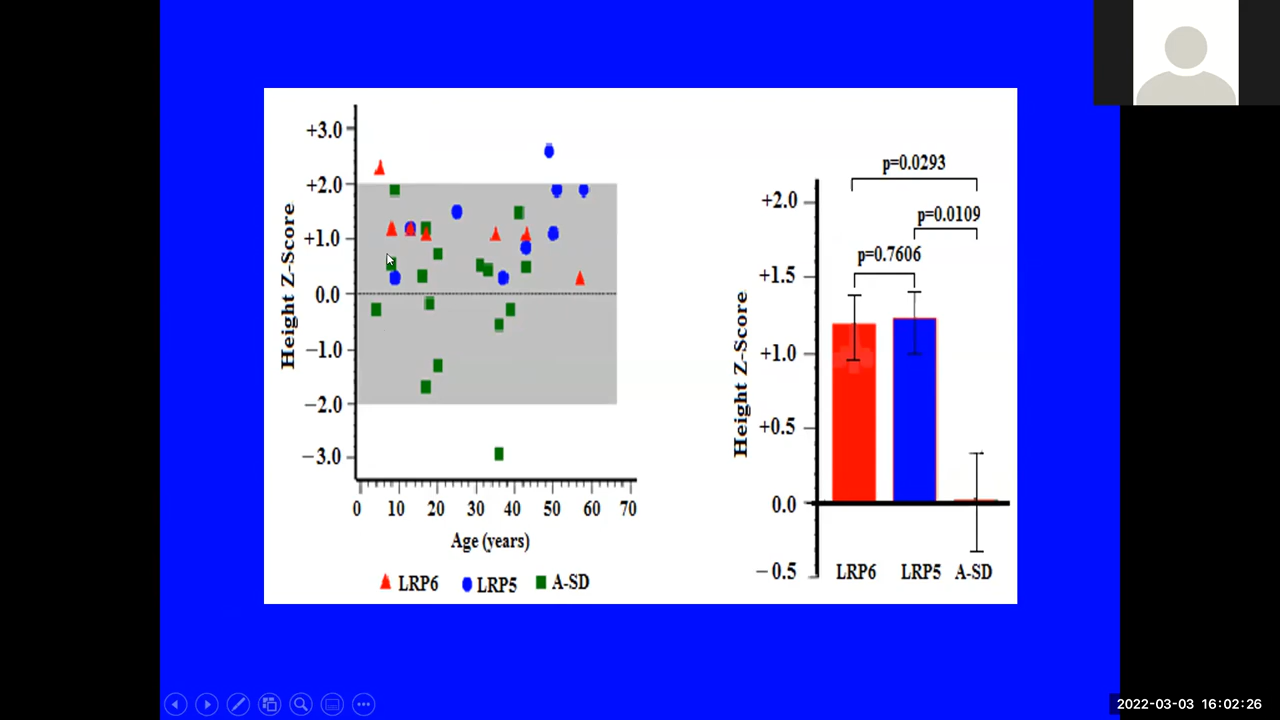 +3.0
+2.0
+1.0
0.0
−1.0
−2.0
−3.0
Height Z-Score
0 10 20 30 40 50 60 70
Age (years)
LRP6 LRP5 A-SD
p=0.0293
p=0.0109
p=0.7606
+2.0
+1.5
+1.0
+0.5
0.0
−0.5
Height Z-Score
LRP6 LRP5 A-SD
2022-03-03 16:02:26